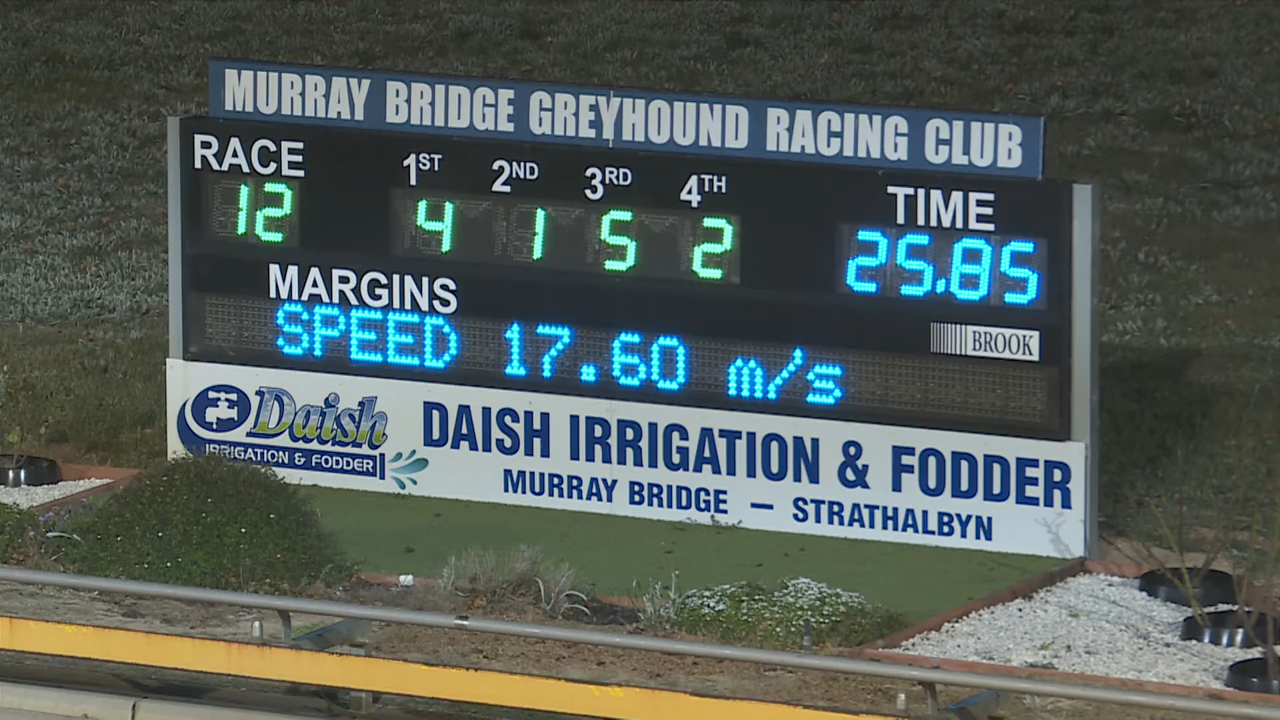 MURRAY BRIDGE GREYHOUND RACING CLUB
RACE 1ST 2ND 3RD 4TH TIME
12 4 1 5 2 25.85
MARGINS
SPEED 17.60 m/s
BROOK
Daish
IRRIGATION & FODDER
DAISH IRRIGATION & FODDER
MURRAY BRIDGE – STRATHALBYN